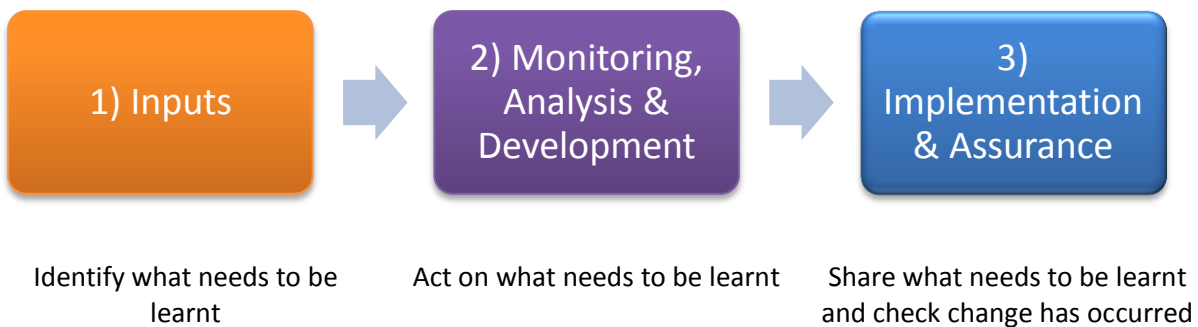 1) Inputs
2) Monitoring,
Analysis &
Development
3)
Implementation
& Assurance
Identify what needs to be
learnt
Act on what needs to be learnt
Share what needs to be learnt
and check change has occurred